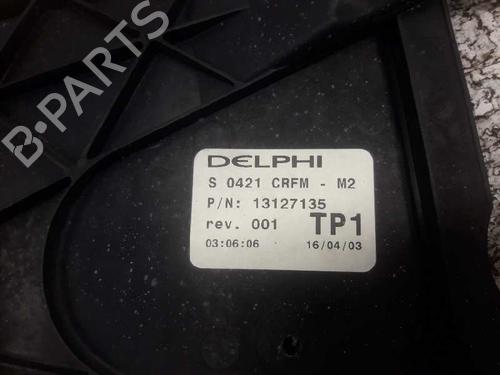 B-PARTS
DELPHI
S 0421 CRFM - M2
P/N: 13127135
rev. 001 TP1
03:06:06 16/04/03